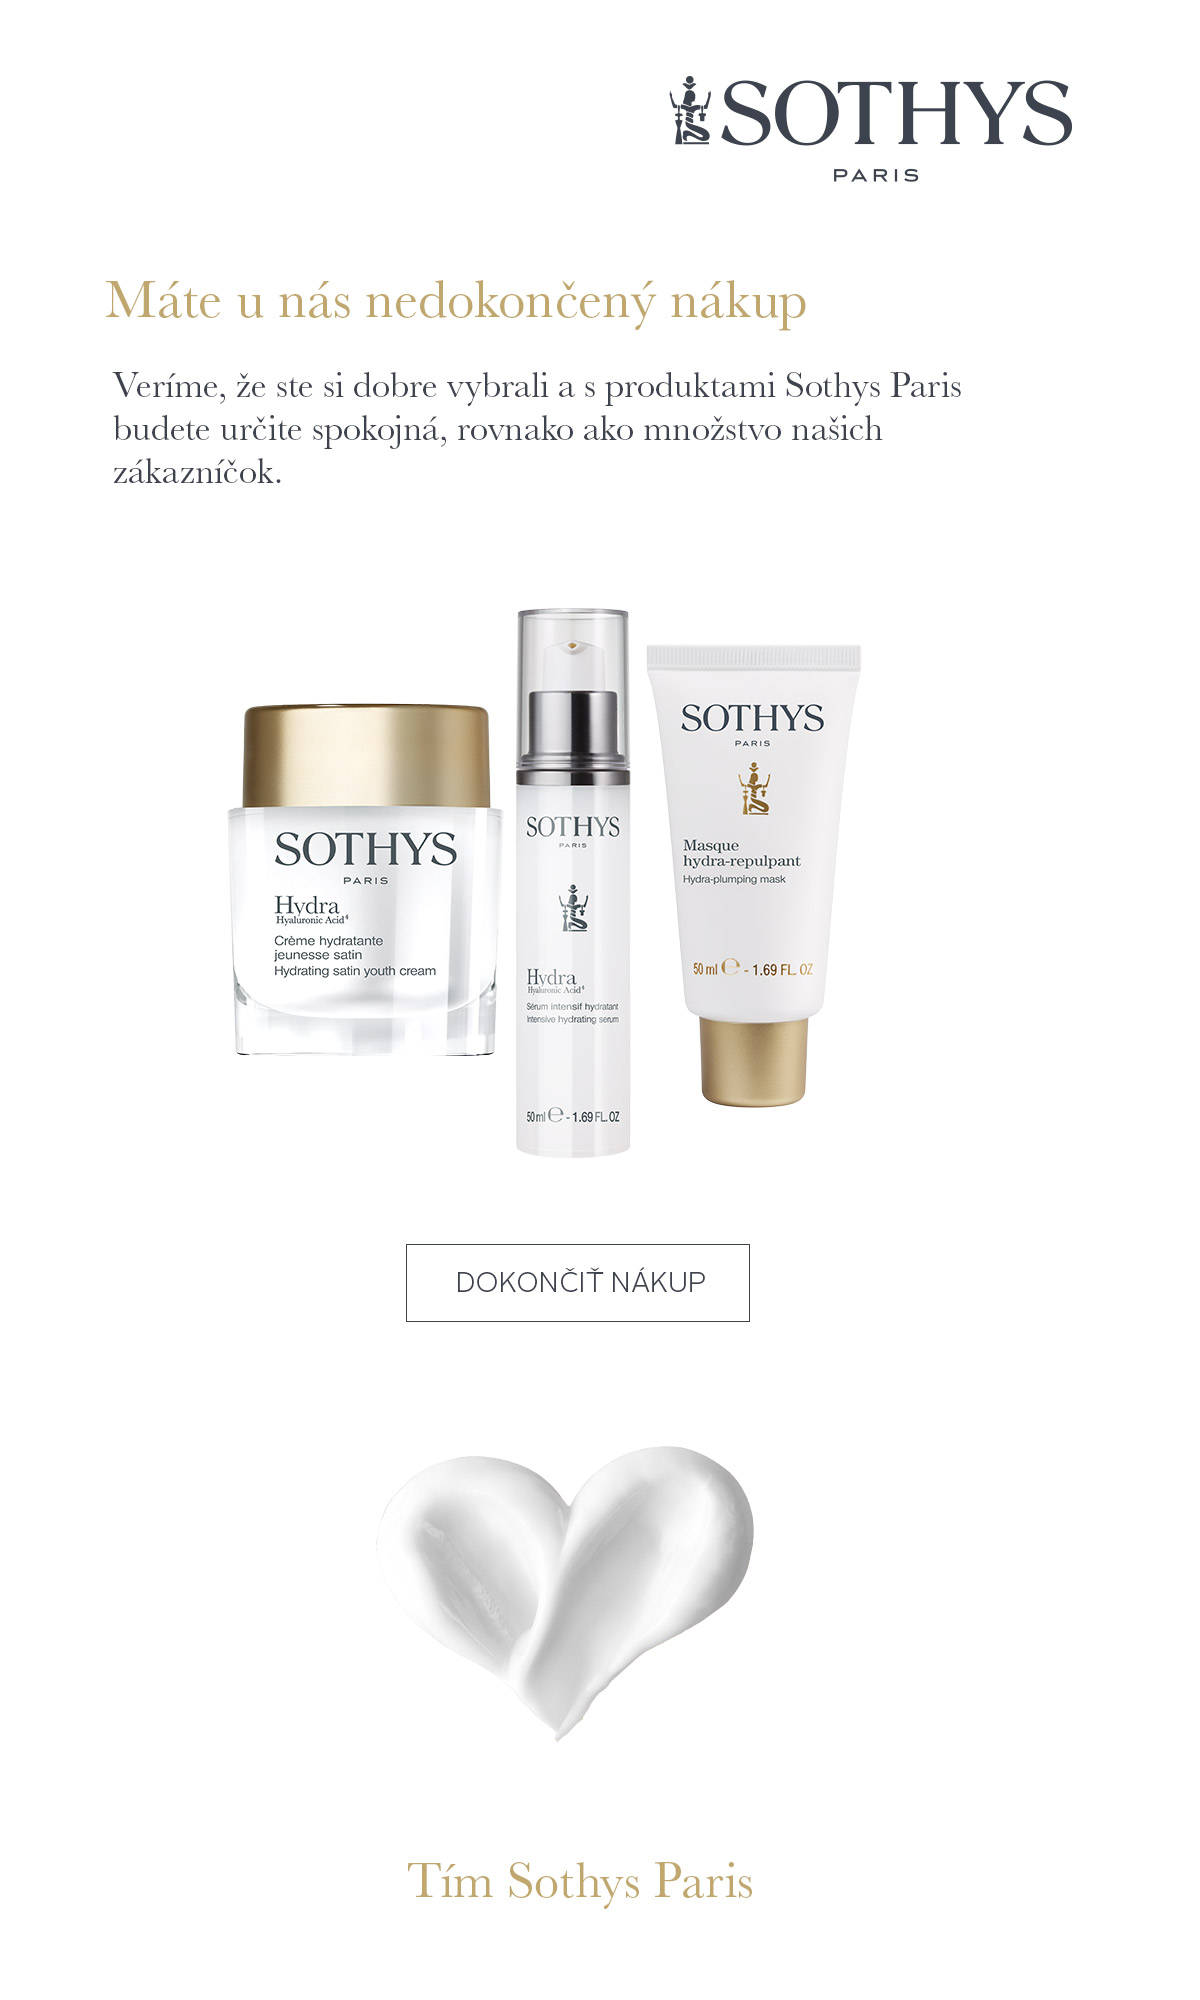 SOTHYS
PARIS
Máte u nás nedokončený nákup
Veríme, že ste si dobre vybrali a s produktami Sothys Paris
budete určite spokojná, rovnako ako množstvo našich
zákazníčok.
SOTHYS
PARIS
Hydra
Hyaluronic Acid⁴
Crème hydratante
jeunesse satin
Hydrating satin youth cream
SOTHYS
PARIS
Hydra
Hyaluronic Acid⁴
Sérum intensif hydratant
Intensive hydrating serum
50 ml ℮ - 1.69 FL. OZ
SOTHYS
PARIS
Masque
hydra-repulpant
Hydra-plumping mask
50 ml ℮ - 1.69 FL. OZ
DOKONČIŤ NÁKUP
Tím Sothys Paris